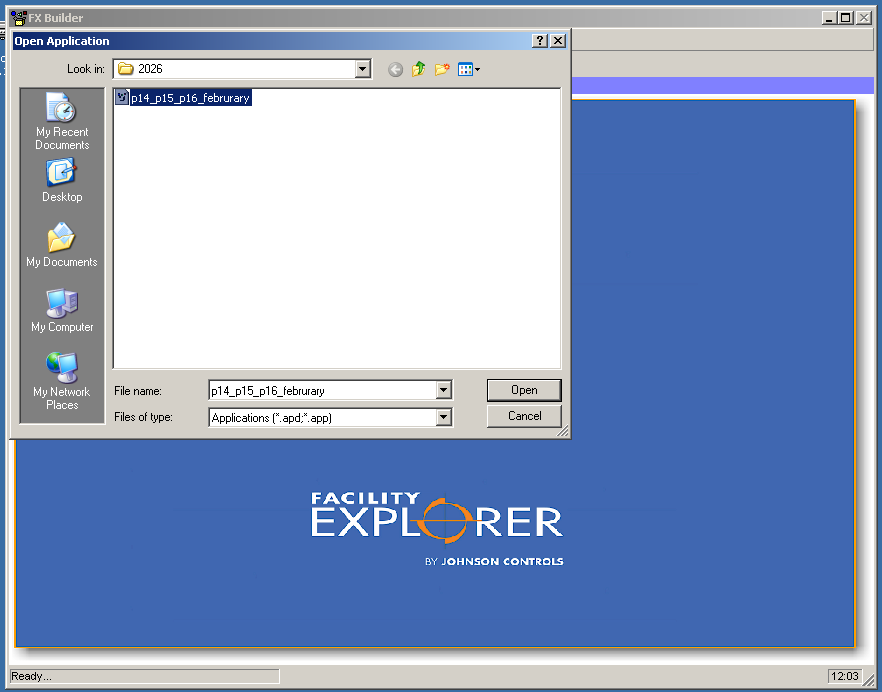 FX Builder
Open Application
Look in: 2026
p14_p15_p16_februrary
My Recent
Documents
Desktop
My Documents
My Computer
My Network
Places
File name: p14_p15_p16_februrary Open
Files of type: Applications (*.apd;*.app) Cancel
FACILITY
EXPLORER
BY JOHNSON CONTROLS
Ready... 12:03